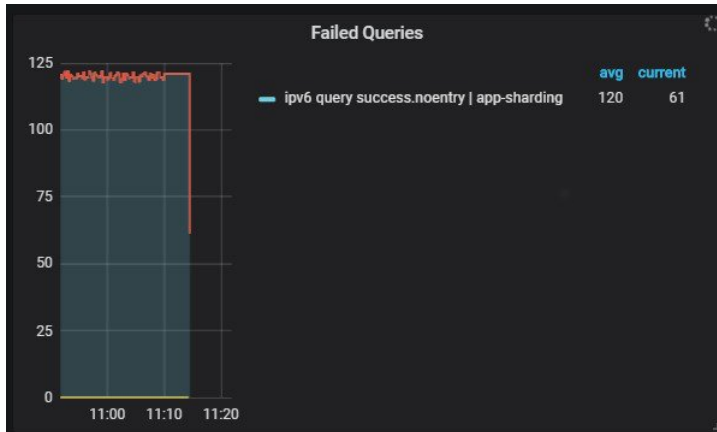 Failed Queries
125
100
75
50
25
0
11:00 11:10 11:20
avg current
ipv6 query success.noentry | app-sharding 120 61